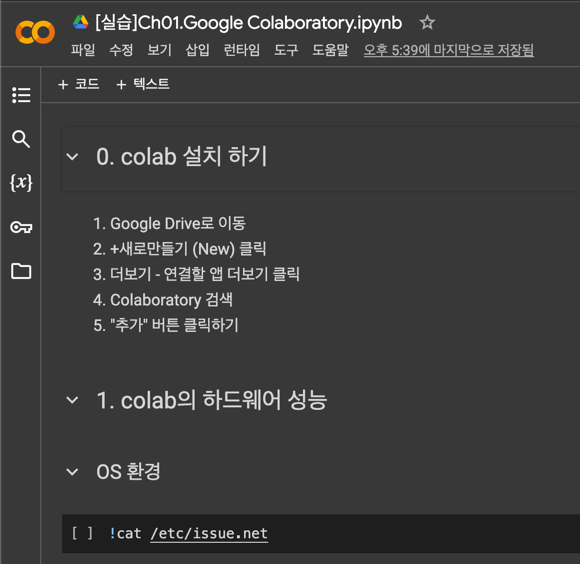 [실습]Ch01.Google Colaboratory.ipynb
파일 수정 보기 삽입 런타임 도구 도움말 오후 5:39에 마지막으로 저장됨
+ 코드 + 텍스트
0. colab 설치 하기
1. Google Drive로 이동
2. +새로만들기 (New) 클릭
3. 더보기 - 연결할 앱 더보기 클릭
4. Colaboratory 검색
5. "추가" 버튼 클릭하기
1. colab의 하드웨어 성능
OS 환경
[ ] !cat /etc/issue.net